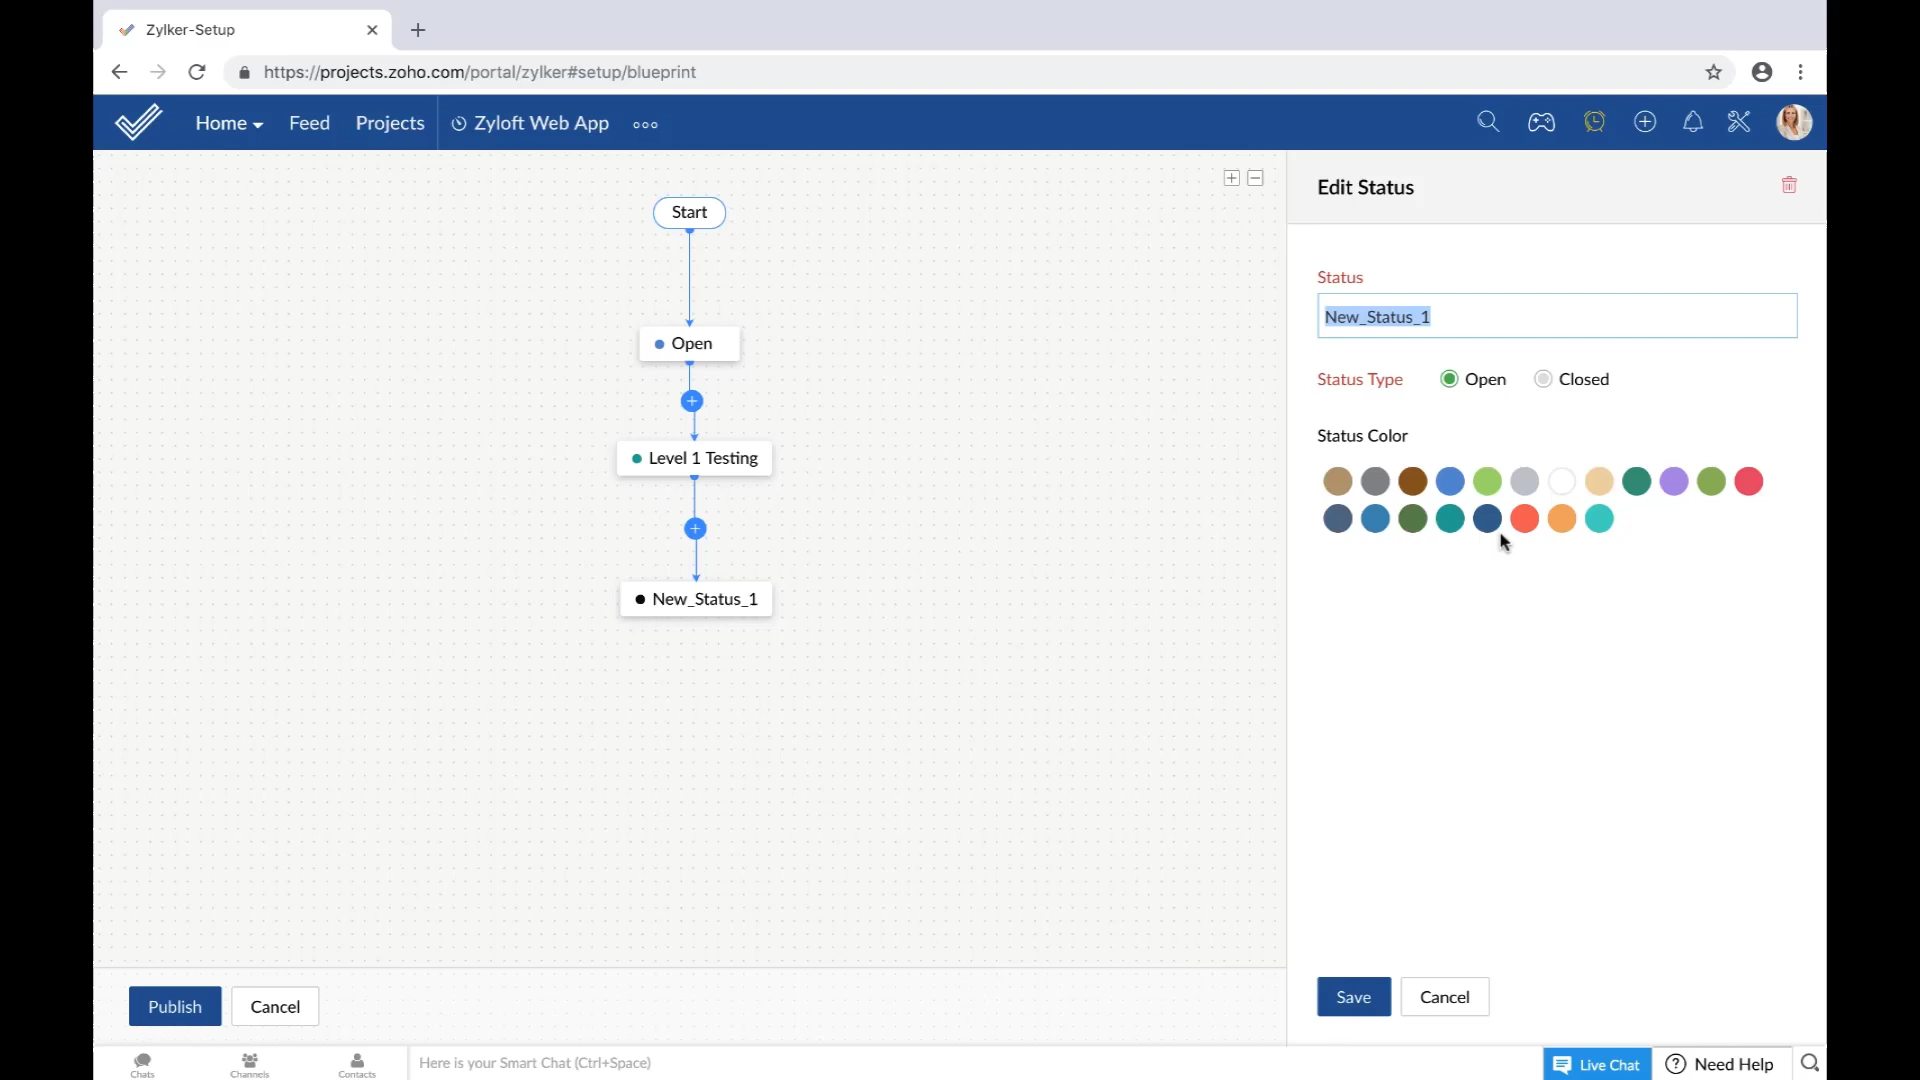 Zylker-Setup
https://projects.zoho.com/portal/zylker#setup/blueprint
Home Feed Projects Zyloft Web App
Start
Open
Level 1 Testing
New_Status_1
Edit Status
Status
New_Status_1
Status Type Open Closed
Status Color
Save Cancel
Publish Cancel
Chats Channels Contacts Here is your Smart Chat (Ctrl+Space) Live Chat Need Help